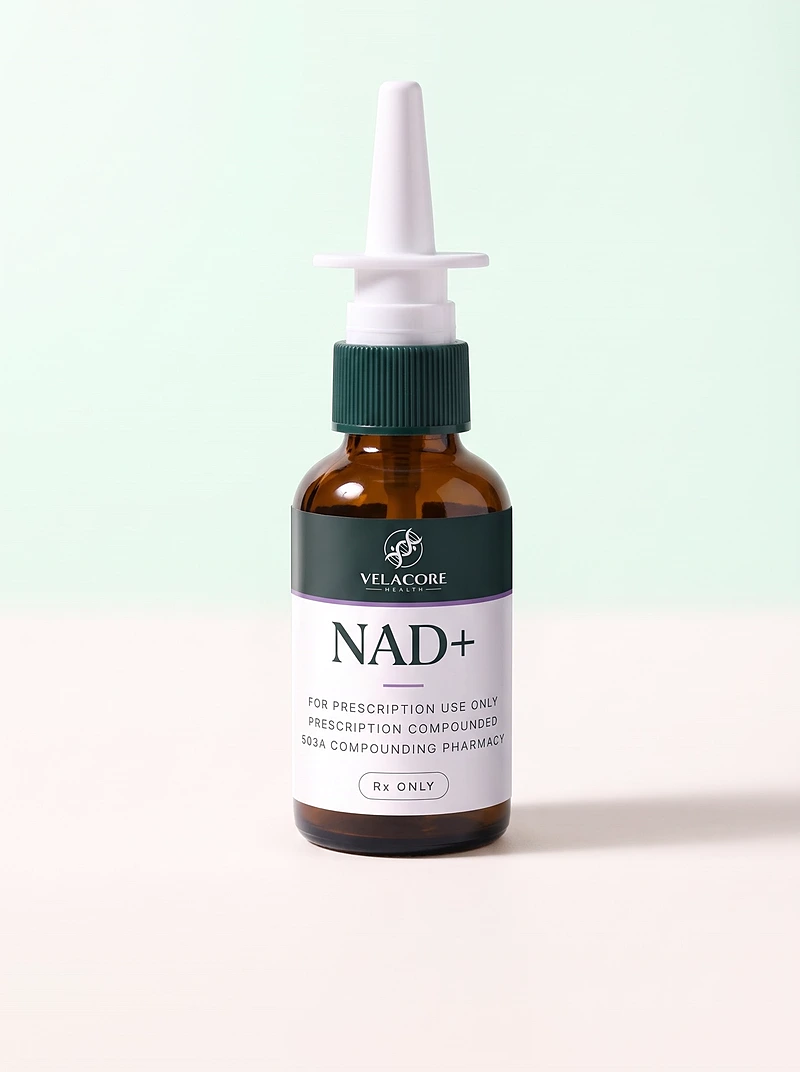 VELACORE
HEALTH
NAD+
FOR PRESCRIPTION USE ONLY
PRESCRIPTION COMPOUNDED
503A COMPOUNDING PHARMACY
Rx ONLY